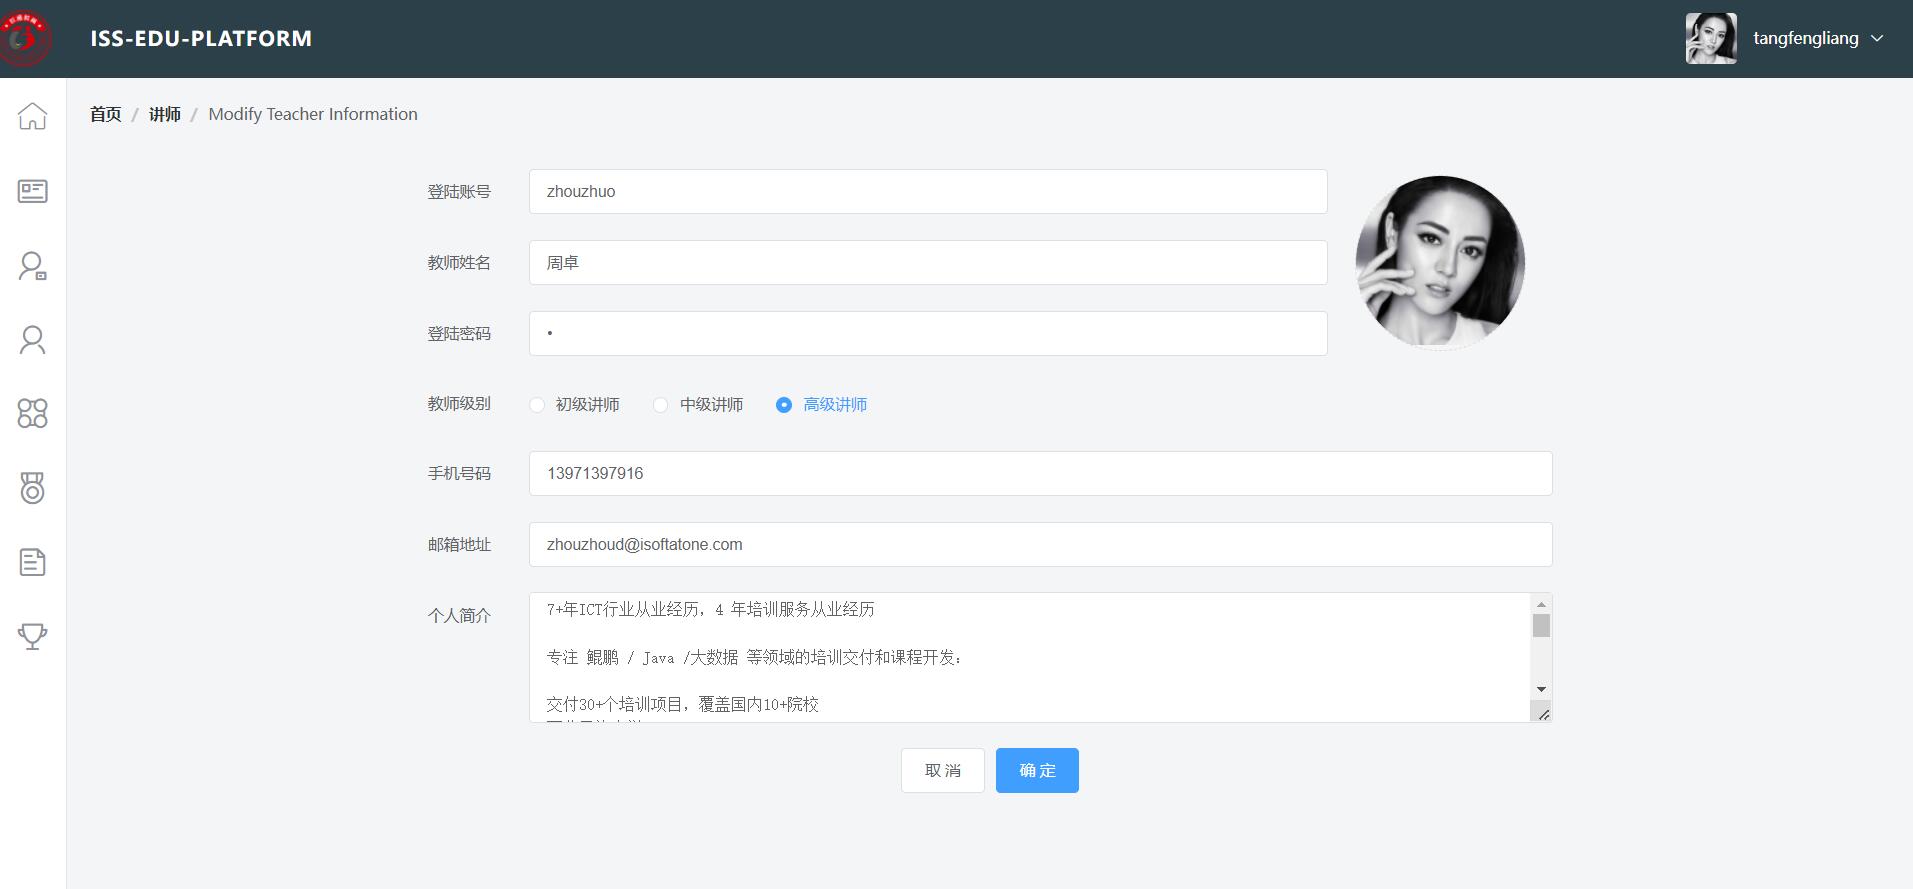 ISS-EDU-PLATFORM
tangfengliang
首页 / 讲师 / Modify Teacher Information
登陆账号 zhouzhuo
教师姓名 周卓
登陆密码 •
教师级别 初级讲师 中级讲师 高级讲师
手机号码 13971397916
邮箱地址 zhouzhoud@isoftatone.com
个人简介 7+年ICT行业从业经历，4 年培训服务从业经历
专注 鲲鹏 / Java /大数据 等领域的培训交付和课程开发：
交付30+个培训项目，覆盖国内10+院校
取 消 确 定